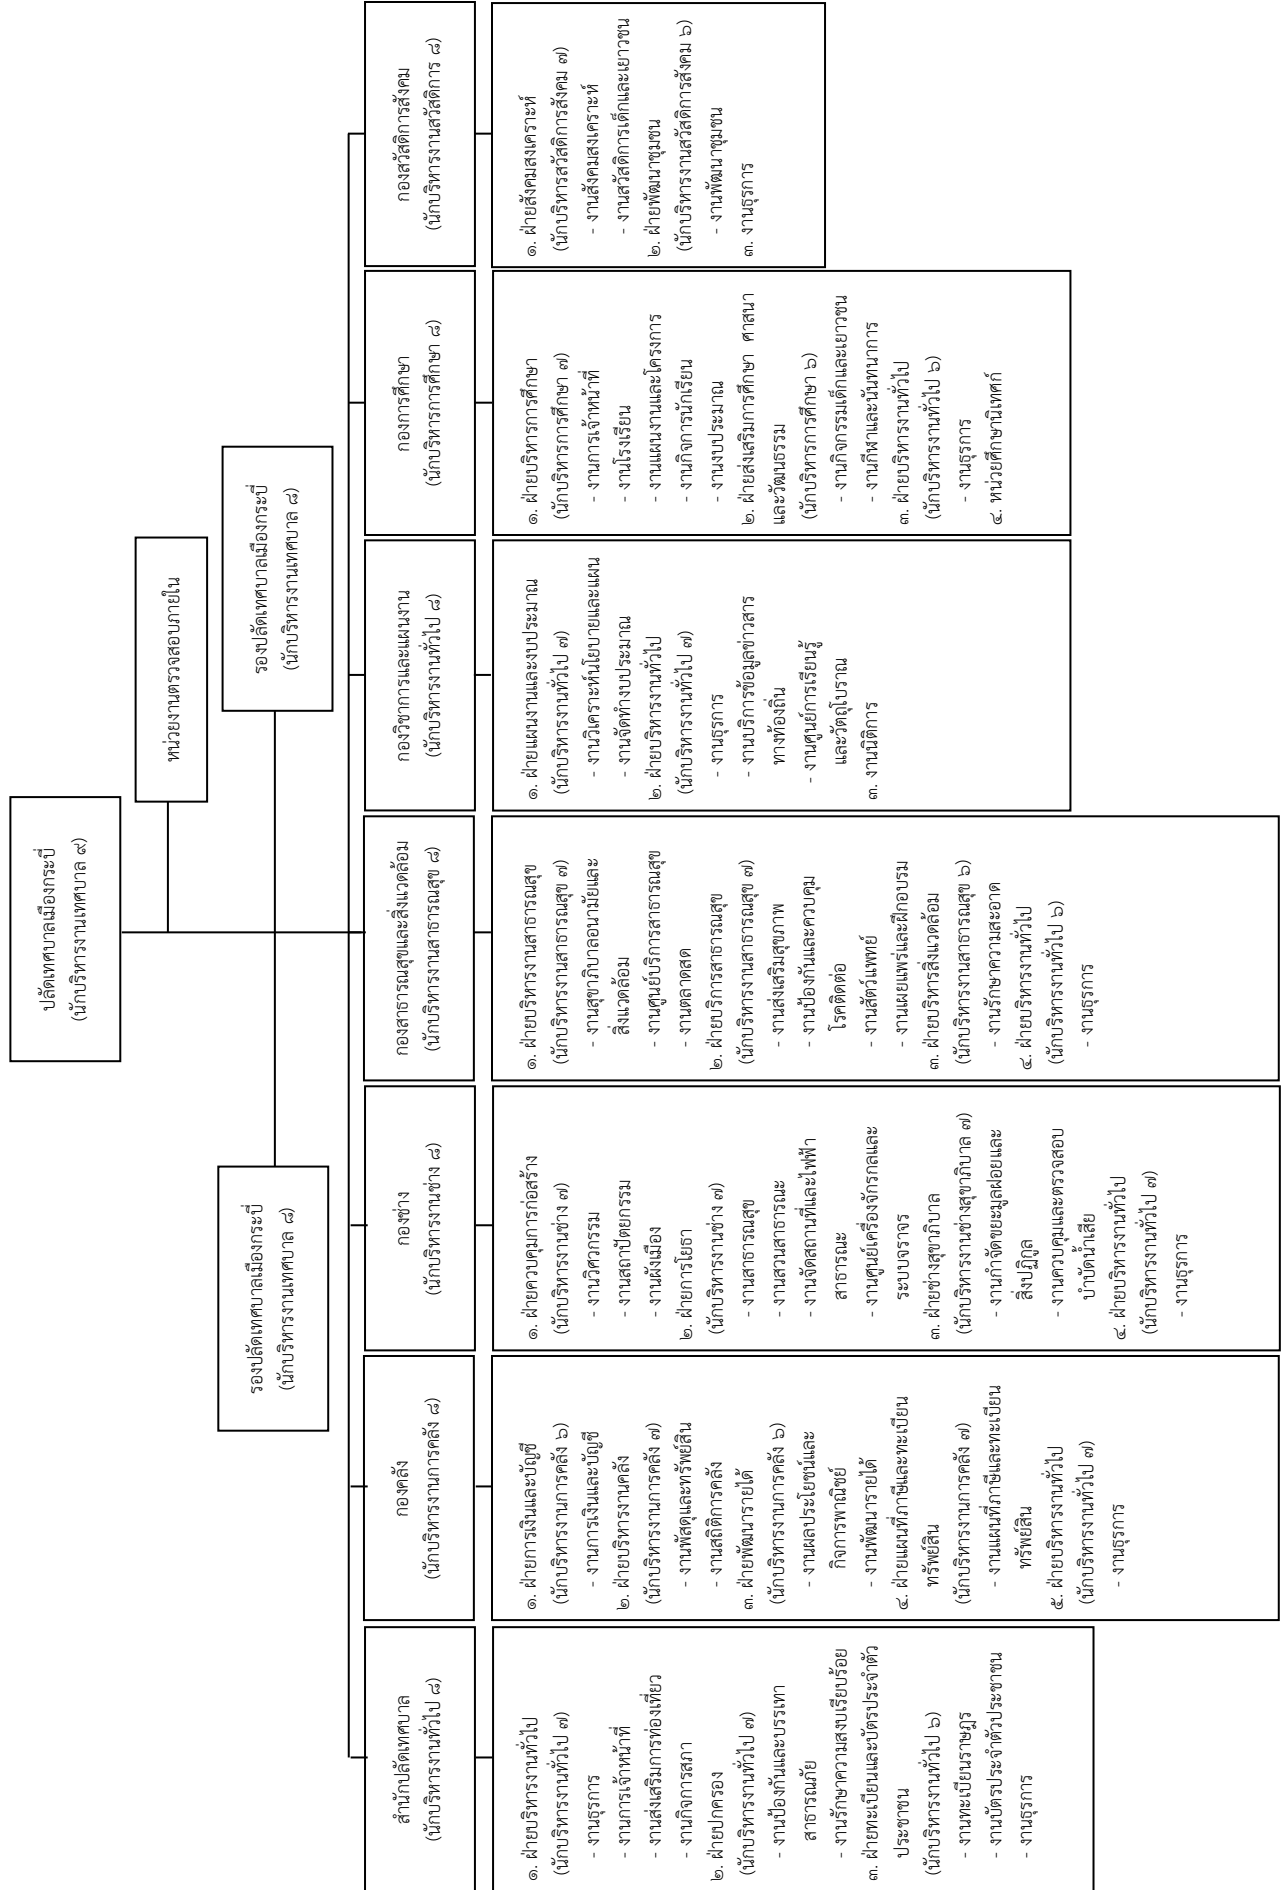 ปลัดเทศบาลเมืองกระบี่
(นักบริหารงานเทศบาล ๙)
หน่วยงานตรวจสอบภายใน
รองปลัดเทศบาลเมืองกระบี่
(นักบริหารงานเทศบาล ๘)
รองปลัดเทศบาลเมืองกระบี่
(นักบริหารงานเทศบาล ๘)
สำนักปลัดเทศบาล
(นักบริหารงานทั่วไป ๘)
กองคลัง
(นักบริหารงานการคลัง ๘)
กองช่าง
(นักบริหารงานช่าง ๘)
กองสาธารณสุขและสิ่งแวดล้อม
(นักบริหารงานสาธารณสุข ๘)
กองวิชาการและแผนงาน
(นักบริหารงานทั่วไป ๘)
กองการศึกษา
(นักบริหารการศึกษา ๘)
กองสวัสดิการสังคม
(นักบริหารงานสวัสดิการ ๘)
๑. ฝ่ายบริหารงานทั่วไป
(นักบริหารงานทั่วไป ๗)
- งานธุรการ
- งานการเจ้าหน้าที่
- งานส่งเสริมการท่องเที่ยว
- งานกิจการสภา
๒. ฝ่ายปกครอง
(นักบริหารงานทั่วไป ๗)
- งานป้องกันและบรรเทา
สาธารณภัย
- งานรักษาความสงบเรียบร้อย
๓. ฝ่ายทะเบียนและบัตรประจำตัว
ประชาชน
(นักบริหารงานทั่วไป ๖)
- งานทะเบียนราษฎร
- งานบัตรประจำตัวประชาชน
- งานธุรการ
๑. ฝ่ายการเงินและบัญชี
(นักบริหารงานการคลัง ๖)
- งานการเงินและบัญชี
๒. ฝ่ายบริหารงานคลัง
(นักบริหารงานการคลัง ๗)
- งานพัสดุและทรัพย์สิน
- งานสถิติการคลัง
๓. ฝ่ายพัฒนารายได้
(นักบริหารงานการคลัง ๖)
- งานผลประโยชน์และ
กิจการพาณิชย์
- งานพัฒนารายได้
๔. ฝ่ายแผนที่ภาษีและทะเบียน
ทรัพย์สิน
(นักบริหารงานการคลัง ๗)
- งานแผนที่ภาษีและทะเบียน
ทรัพย์สิน
๕. ฝ่ายบริหารงานทั่วไป
(นักบริหารงานทั่วไป ๗)
- งานธุรการ
๑. ฝ่ายควบคุมการก่อสร้าง
(นักบริหารงานช่าง ๗)
- งานวิศวกรรม
- งานสถาปัตยกรรม
- งานผังเมือง
๒. ฝ่ายการโยธา
(นักบริหารงานช่าง ๗)
- งานสาธารณสุข
- งานสวนสาธารณะ
- งานจัดสถานที่และไฟฟ้า
สาธารณะ
- งานศูนย์เครื่องจักรกลและ
ระบบจราจร
๓. ฝ่ายช่างสุขาภิบาล
(นักบริหารงานช่างสุขาภิบาล ๗)
- งานกำจัดขยะมูลฝอยและ
สิ่งปฏิกูล
- งานควบคุมและตรวจสอบ
บำบัดน้ำเสีย
๔. ฝ่ายบริหารงานทั่วไป
(นักบริหารงานทั่วไป ๗)
- งานธุรการ
๑. ฝ่ายบริหารงานสาธารณสุข
(นักบริหารงานสาธารณสุข ๗)
- งานสุขาภิบาลอนามัยและ
สิ่งแวดล้อม
- งานศูนย์บริการสาธารณสุข
- งานตลาดสด
๒. ฝ่ายบริการสาธารณสุข
(นักบริหารงานสาธารณสุข ๗)
- งานส่งเสริมสุขภาพ
- งานป้องกันและควบคุม
โรคติดต่อ
- งานสัตว์แพทย์
- งานเผยแพร่และฝึกอบรม
๓. ฝ่ายบริหารสิ่งแวดล้อม
(นักบริหารงานสาธารณสุข ๖)
- งานรักษาความสะอาด
๔. ฝ่ายบริหารงานทั่วไป
(นักบริหารงานทั่วไป ๖)
- งานธุรการ
๑. ฝ่ายแผนงานและงบประมาณ
(นักบริหารงานทั่วไป ๗)
- งานวิเคราะห์นโยบายและแผน
- งานจัดทำงบประมาณ
๒. ฝ่ายบริหารงานทั่วไป
(นักบริหารงานทั่วไป ๗)
- งานธุรการ
- งานบริการข้อมูลข่าวสาร
ทางท้องถิ่น
- งานศูนย์การเรียนรู้
และวัตถุโบราณ
๓. งานนิติการ
๑. ฝ่ายบริหารการศึกษา
(นักบริหารการศึกษา ๗)
- งานการเจ้าหน้าที่
- งานโรงเรียน
- งานแผนงานและโครงการ
- งานกิจการนักเรียน
- งานงบประมาณ
๒. ฝ่ายส่งเสริมการศึกษา ศาสนา
และวัฒนธรรม
(นักบริหารการศึกษา ๖)
- งานกิจกรรมเด็กและเยาวชน
- งานกีฬาและนันทนาการ
๓. ฝ่ายบริหารงานทั่วไป
(นักบริหารงานทั่วไป ๖)
- งานธุรการ
๔. หน่วยศึกษานิเทศก์
๑. ฝ่ายสังคมสงเคราะห์
(นักบริหารสวัสดิการสังคม ๗)
- งานสังคมสงเคราะห์
- งานสวัสดิการเด็กและเยาวชน
๒. ฝ่ายพัฒนาชุมชน
(นักบริหารงานสวัสดิการสังคม ๖)
- งานพัฒนาชุมชน
๓. งานธุรการ